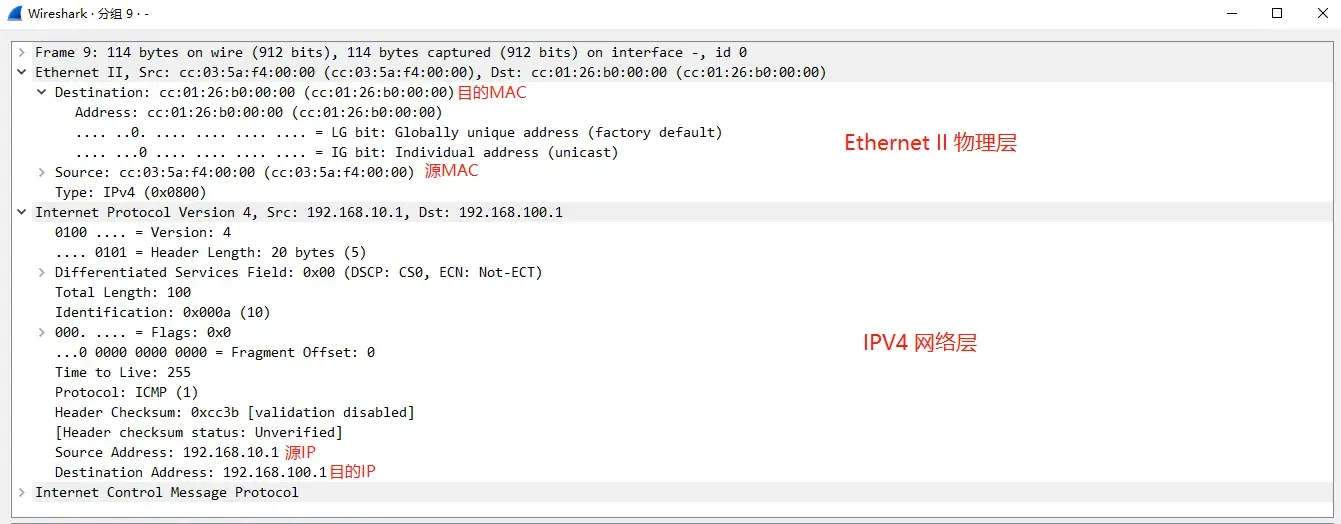 Wireshark · 分组 9 · -
Frame 9: 114 bytes on wire (912 bits), 114 bytes captured (912 bits) on interface -, id 0
Ethernet II, Src: cc:03:5a:f4:00:00 (cc:03:5a:f4:00:00), Dst: cc:01:26:b0:00:00 (cc:01:26:b0:00:00)
Destination: cc:01:26:b0:00:00 (cc:01:26:b0:00:00) 目的MAC
Address: cc:01:26:b0:00:00 (cc:01:26:b0:00:00)
.... ..0. .... .... .... .... = LG bit: Globally unique address (factory default)
Ethernet II 物理层
.... ...0 .... .... .... .... = IG bit: Individual address (unicast)
Source: cc:03:5a:f4:00:00 (cc:03:5a:f4:00:00) 源MAC
Type: IPv4 (0x0800)
Internet Protocol Version 4, Src: 192.168.10.1, Dst: 192.168.100.1
0100 .... = Version: 4
.... 0101 = Header Length: 20 bytes (5)
Differentiated Services Field: 0x00 (DSCP: CS0, ECN: Not-ECT)
Total Length: 100
Identification: 0x000a (10)
000. .... = Flags: 0x0
IPV4 网络层
...0 0000 0000 0000 = Fragment Offset: 0
Time to Live: 255
Protocol: ICMP (1)
Header Checksum: 0xcc3b [validation disabled]
[Header checksum status: Unverified]
Source Address: 192.168.10.1 源IP
Destination Address: 192.168.100.1 目的IP
Internet Control Message Protocol